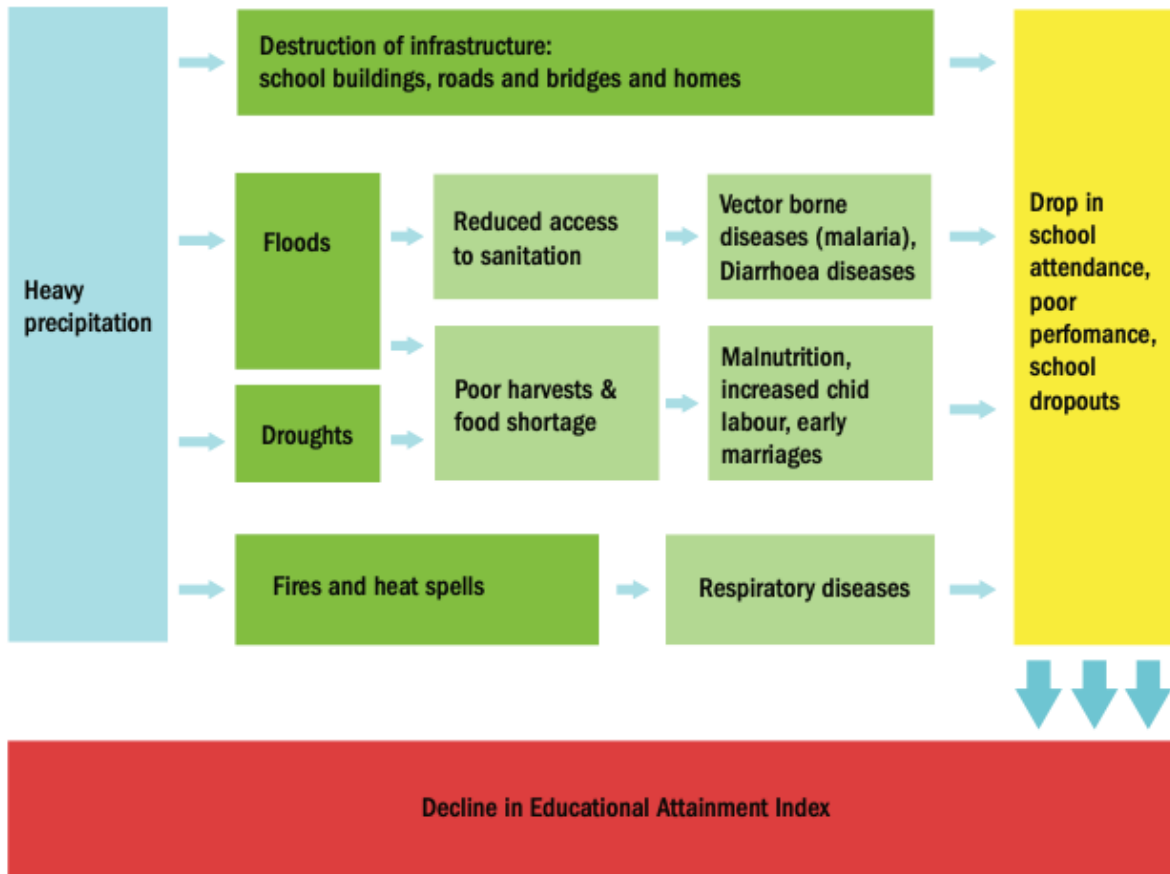 Destruction of infrastructure:
school buildings, roads and bridges and homes
Heavy
precipitation
Floods
Reduced access
to sanitation
Vector borne
diseases (malaria),
Diarrhoea diseases
Droughts
Poor harvests &
food shortage
Malnutrition,
increased chid
labour, early
marriages
Fires and heat spells
Respiratory diseases
Drop in
school
attendance,
poor
perfomance,
school
dropouts
Decline in Educational Attainment Index